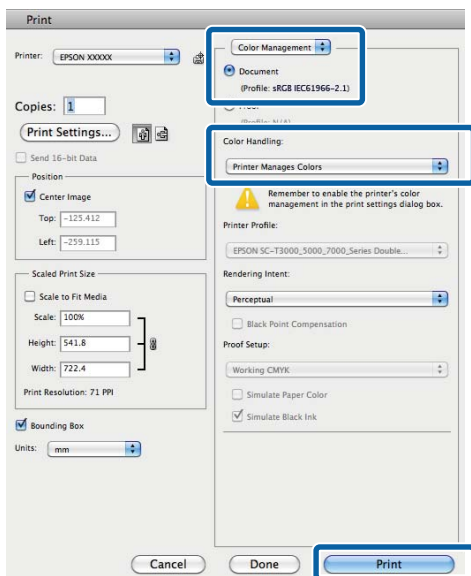 Print
Printer: EPSON XXXXX
Copies: 1
Print Settings...
Send 16-bit Data
Position
Center Image
Top: -125.412
Left: -259.115
Scaled Print Size
Scale to Fit Media
Scale: 100%
Height: 541.8
Width: 722.4
Print Resolution: 71 PPI
Bounding Box
Units: mm
Color Management
Document
(Profile: sRGB IEC61966-2.1)
Color Handling:
Printer Manages Colors
Remember to enable the printer's color
management in the print settings dialog box.
Printer Profile:
EPSON SC-T3000_5000_7000_Series Double...
Rendering Intent:
Perceptual
Black Point Compensation
Proof Setup:
Working CMYK
Simulate Paper Color
Simulate Black Ink
Cancel
Done
Print